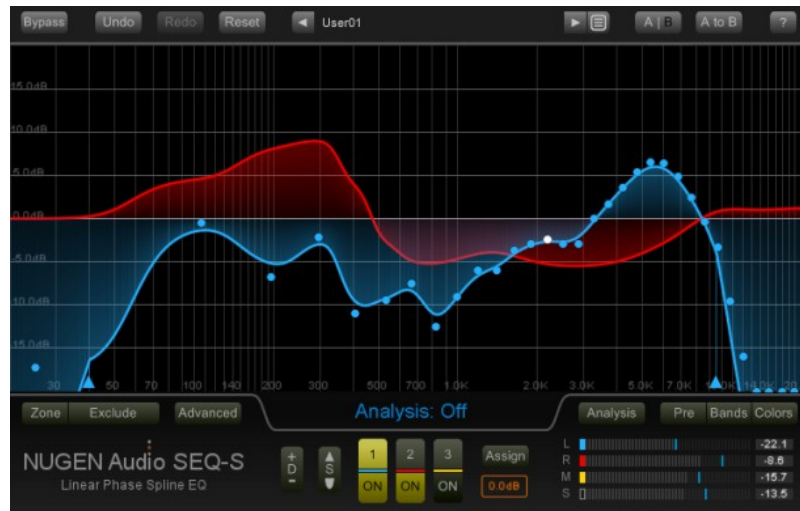 Bypass Undo Redo Reset User01 A | B A to B ?
15.0dB
10.0dB
5.0dB
0.0dB
-5.0dB
10.0dB
15.0dB
30 50 70 100 140 200 300 500 700 1.0K 2.0K 3.0K 5.0K 7.0K 14.0K 20
Zone Exclude Advanced Analysis: Off Analysis Pre Bands Colors
NUGEN Audio SEQ-S
Linear Phase Spline EQ
+ D - S 1 2 3 Assign
ON ON ON 0.0dB
L -22.1
R -8.6
M -15.7
S -13.5